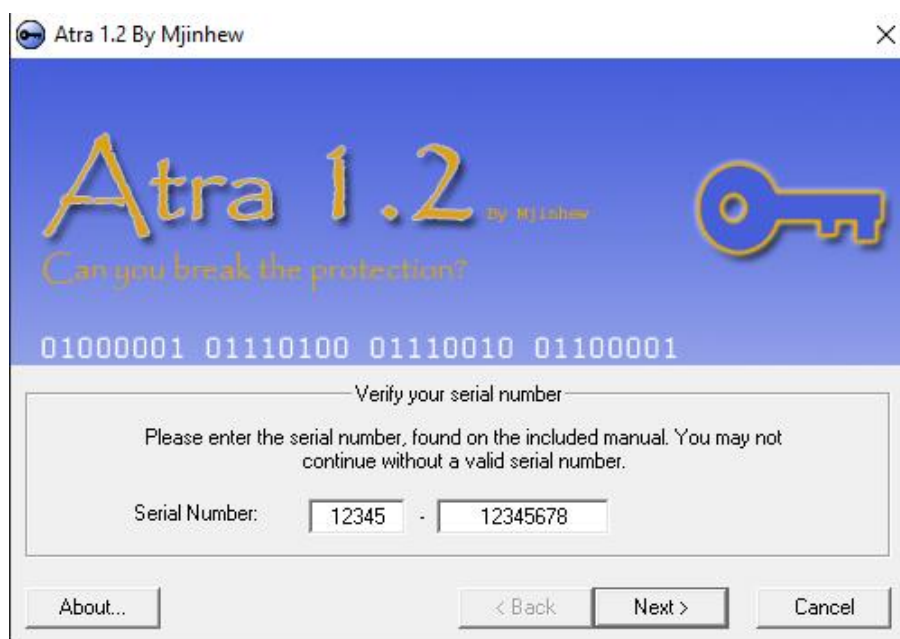 Atra 1.2 By Mjinhew
Atra 1.2 By Mjinhew
Can you break the protection?
01000001 01110100 01110010 01100001
Verify your serial number
Please enter the serial number, found on the included manual. You may not
continue without a valid serial number.
Serial Number: 12345 - 12345678
About... < Back Next > Cancel